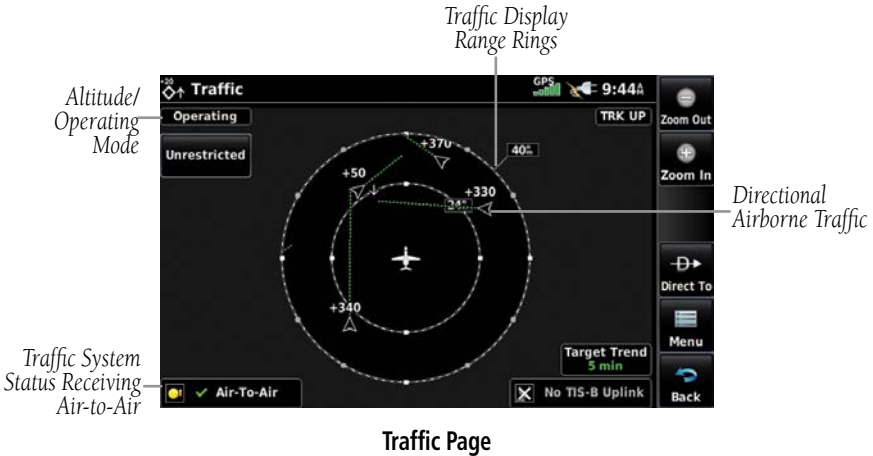 Traffic Display
Range Rings
Altitude/
Operating
Mode
+20
Traffic
GPS
9:44
Operating
TRK UP
Zoom Out
Unrestricted
+370
40
Zoom In
+50
+330
24
Directional
Airborne Traffic
Direct To
+340
Menu
Target Trend
5 min
Traffic System
Status Receiving
Air-to-Air
Air-To-Air
No TIS-B Uplink
Back
Traffic Page